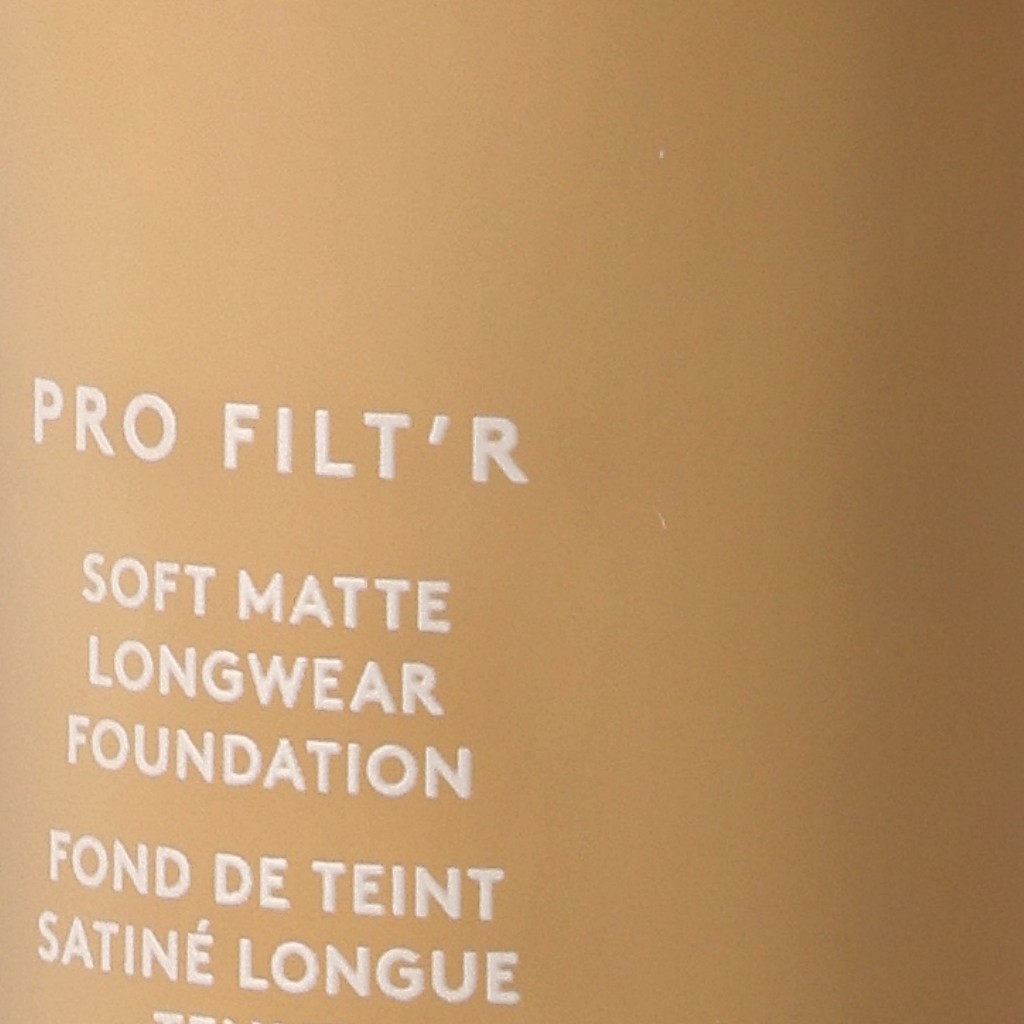 PRO FILT'R
SOFT MATTE
LONGWEAR
FOUNDATION
FOND DE TEINT
SATINÉ LONGUE